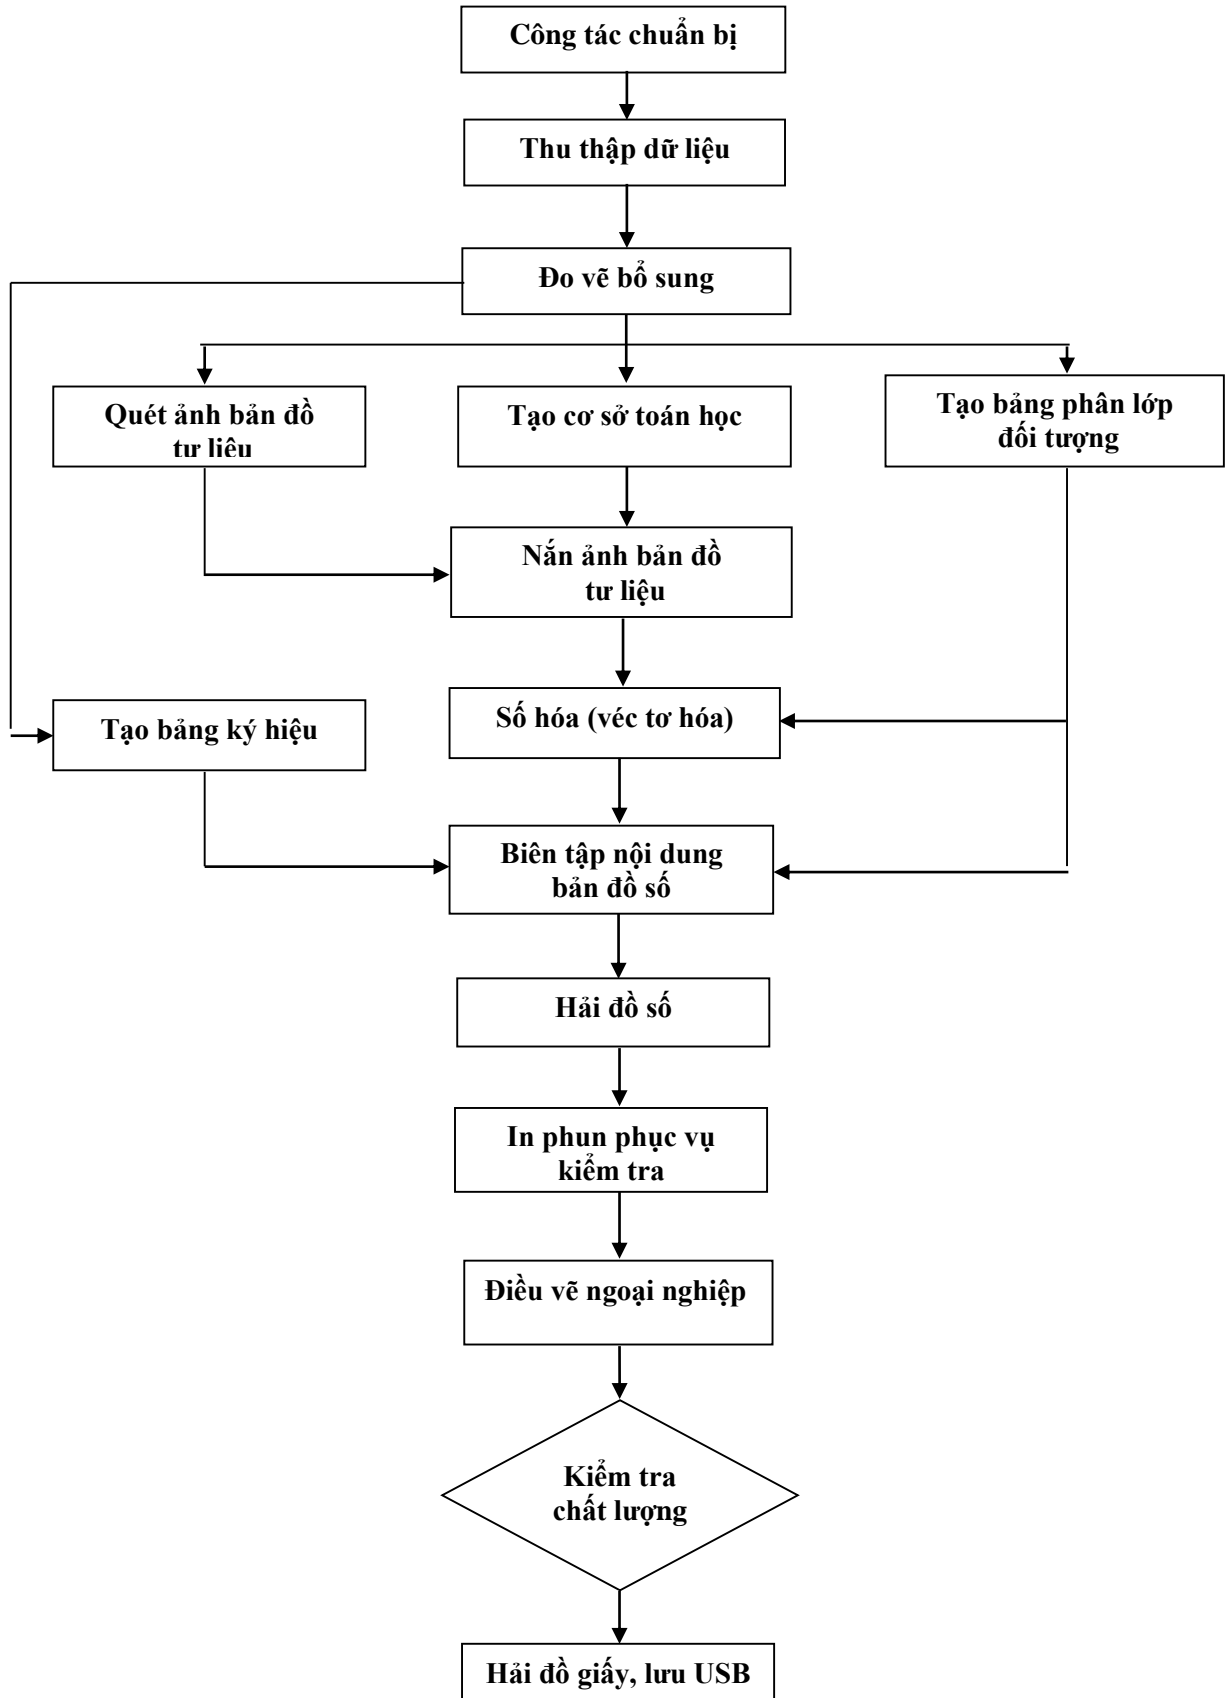 Công tác chuẩn bị
Thu thập dữ liệu
Đo vẽ bổ sung
Quét ảnh bản đồ
tư liệu
Tạo cơ sở toán học
Tạo bảng phân lớp
đối tượng
Nắn ảnh bản đồ
tư liệu
Tạo bảng ký hiệu
Số hóa (véc tơ hóa)
Biên tập nội dung
bản đồ số
Hải đồ số
In phun phục vụ
kiểm tra
Điều vẽ ngoại nghiệp
Kiểm tra
chất lượng
Hải đồ giấy, lưu USB